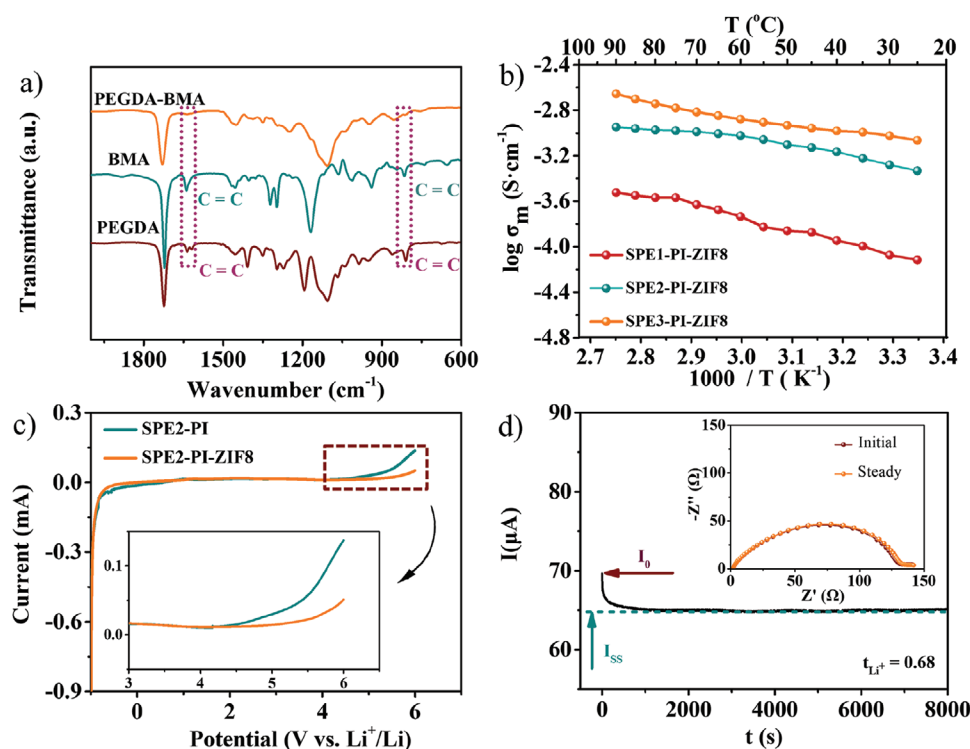 a)
PEGDA-BMA
BMA
C = C
C = C
PEGDA
C = C
C = C
Transmittance (a.u.)
1800 1500 1200 900 600
Wavenumber (cm⁻¹)
b)
T (°C)
100 90 80 70 60 50 40 30 20
-2.4
-2.8
-3.2
-3.6
-4.0
-4.4
-4.8
log σm (S·cm⁻¹)
SPE1-PI-ZIF8
SPE2-PI-ZIF8
SPE3-PI-ZIF8
2.7 2.8 2.9 3.0 3.1 3.2 3.3 3.4
1000 / T ( K⁻¹)
c)
SPE2-PI
SPE2-PI-ZIF8
0.3
0.0
-0.3
-0.6
-0.9
Current (mA)
0.1
0.0
3 4 5 6
0 2 4 6
Potential (V vs. Li⁺/Li)
d)
90
80
70
60
I(μA)
I₀
ISS
-150
-100
-50
0
-Z'' (Ω)
Initial
Steady
0 50 100 150
Z' (Ω)
tLi⁺ = 0.68
0 2000 4000 6000 8000
t (s)